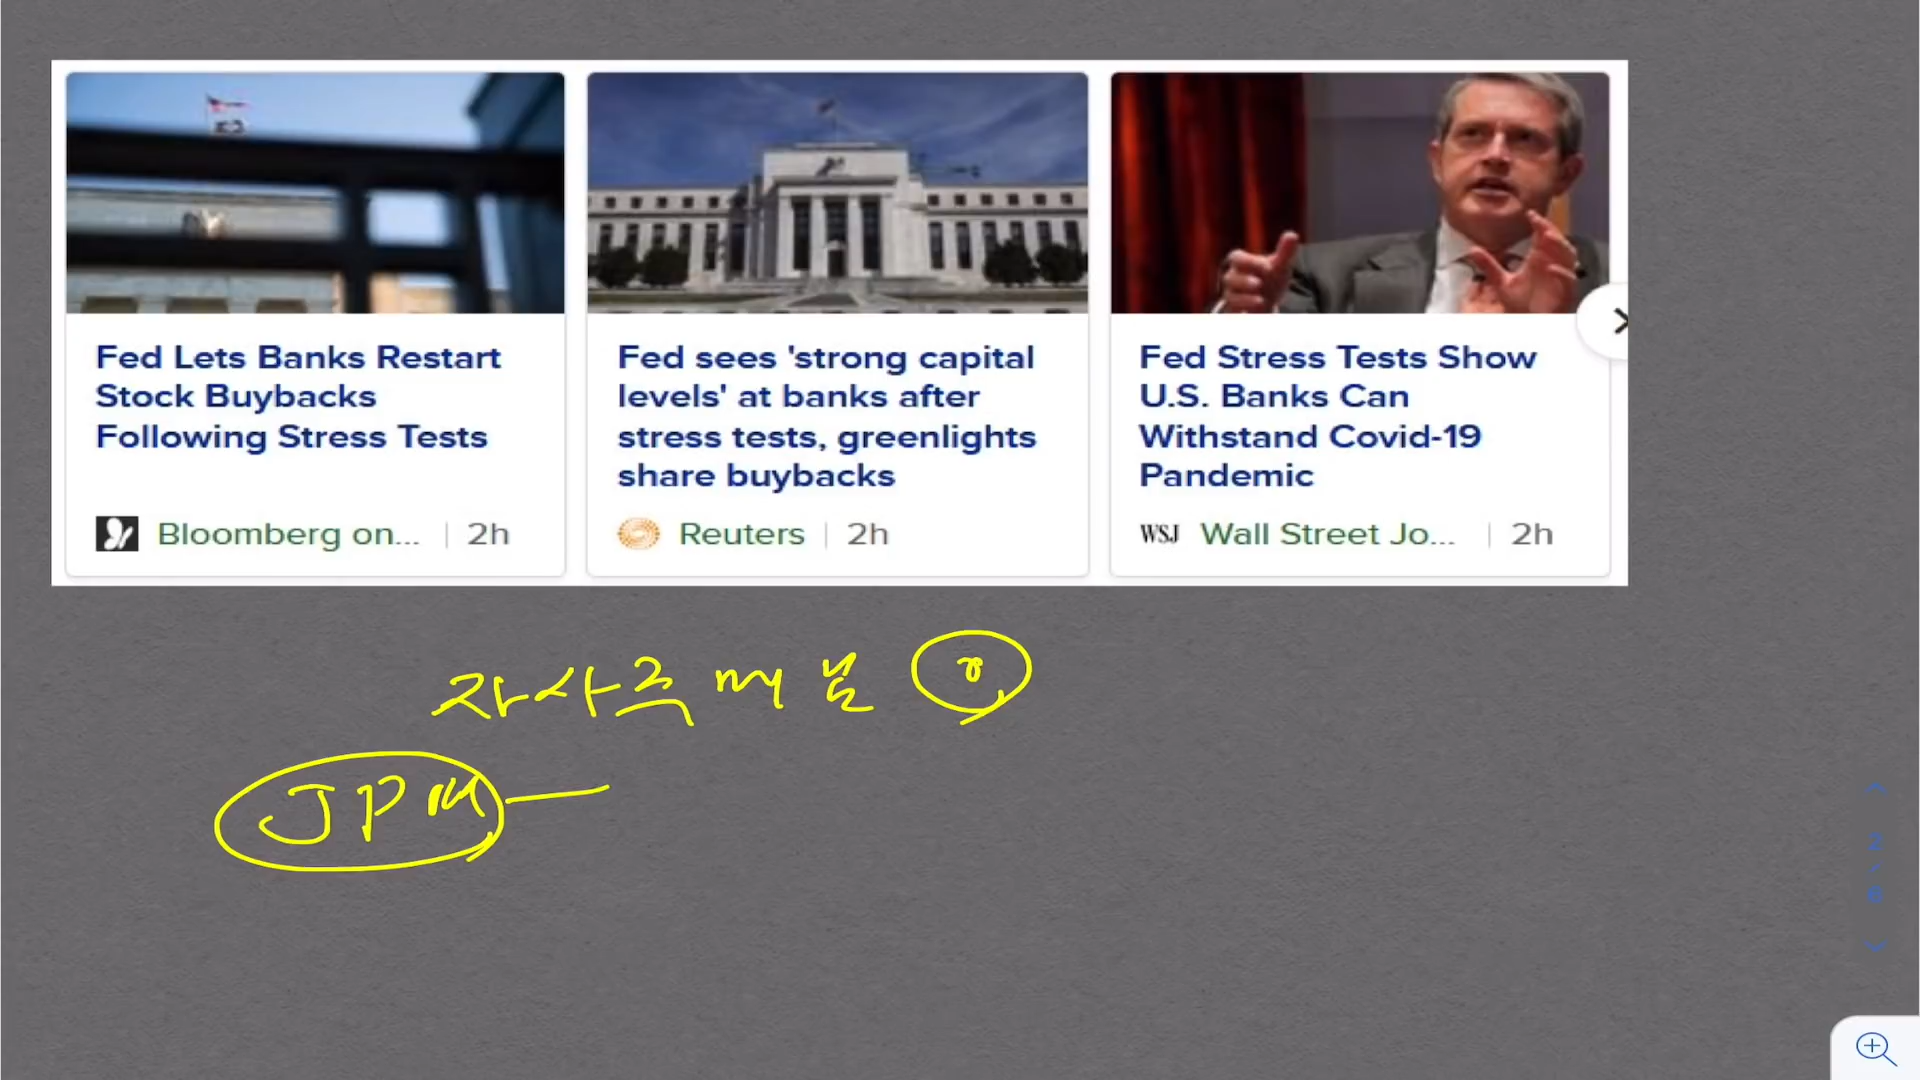 Fed Lets Banks Restart
Stock Buybacks
Following Stress Tests
Bloomberg on... | 2h
Fed sees 'strong capital
levels' at banks after
stress tests, greenlights
share buybacks
Reuters | 2h
Fed Stress Tests Show
U.S. Banks Can
Withstand Covid-19
Pandemic
WSJ Wall Street Jo... | 2h
자사주 매
JPM